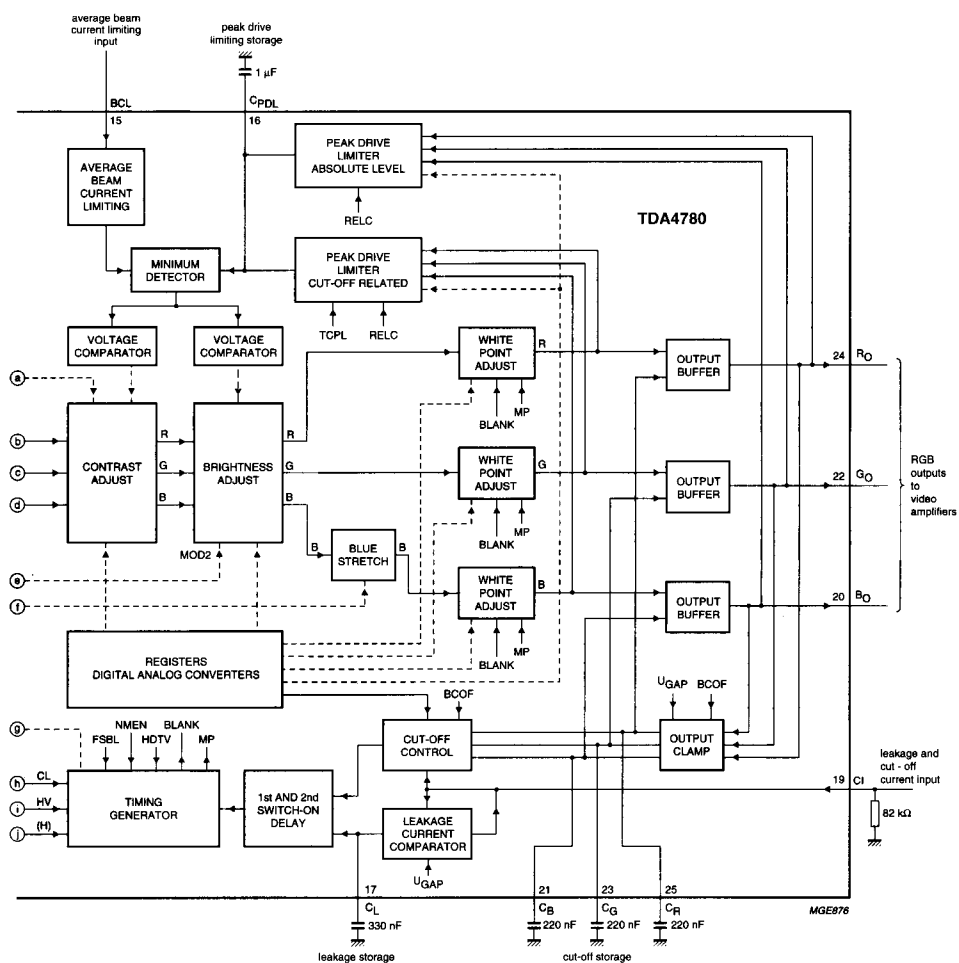 average beam
current limiting
input
peak drive
limiting storage
1 µF
BCL
CPDL
15
16
AVERAGE
BEAM
CURRENT
LIMITING
PEAK DRIVE
LIMITER
ABSOLUTE LEVEL
RELC
TDA4780
MINIMUM
DETECTOR
PEAK DRIVE
LIMITER
CUT-OFF RELATED
TCPL
RELC
VOLTAGE
COMPARATOR
VOLTAGE
COMPARATOR
WHITE
POINT
ADJUST
R
MP
BLANK
OUTPUT
BUFFER
24
RO
a
b
c
d
CONTRAST
ADJUST
R
G
B
BRIGHTNESS
ADJUST
R
G
B
WHITE
POINT
ADJUST
G
MP
BLANK
OUTPUT
BUFFER
22
GO
RGB
outputs
to
video
amplifiers
MOD2
e
f
B
BLUE
STRETCH
B
WHITE
POINT
ADJUST
B
MP
BLANK
OUTPUT
BUFFER
20
BO
REGISTERS
DIGITAL ANALOG CONVERTERS
BCOF
CUT-OFF
CONTROL
UGAP
BCOF
OUTPUT
CLAMP
g
NMEN
BLANK
FSBL
HDTV
MP
h
CL
i
HV
j
(H)
TIMING
GENERATOR
1st AND 2nd
SWITCH-ON
DELAY
LEAKAGE
CURRENT
COMPARATOR
UGAP
leakage and
cut - off
current input
19
CI
82 kΩ
17
21
23
25
CL
CB
CG
CR
MGE876
330 nF
220 nF
220 nF
220 nF
leakage storage
cut-off storage